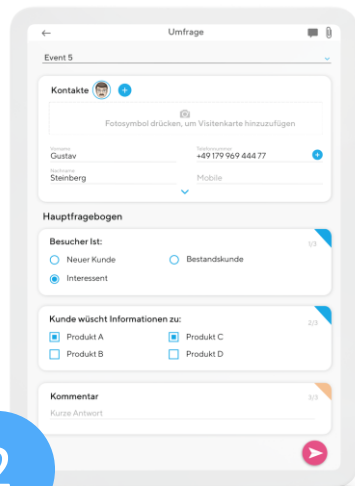 Umfrage
Event 5
Kontakte
Fotosymbol drücken, um Visitenkarte hinzuzufügen
Vorname
Telefonnummer
Gustav
+49 179 969 444 77
Nachname
Steinberg
Mobile
Hauptfragebogen
Besucher Ist:
1/3
Neuer Kunde
Bestandskunde
Interessent
Kunde wüscht Informationen zu:
2/3
Produkt A
Produkt C
Produkt B
Produkt D
Kommentar
3/3
Kurze Antwort
2